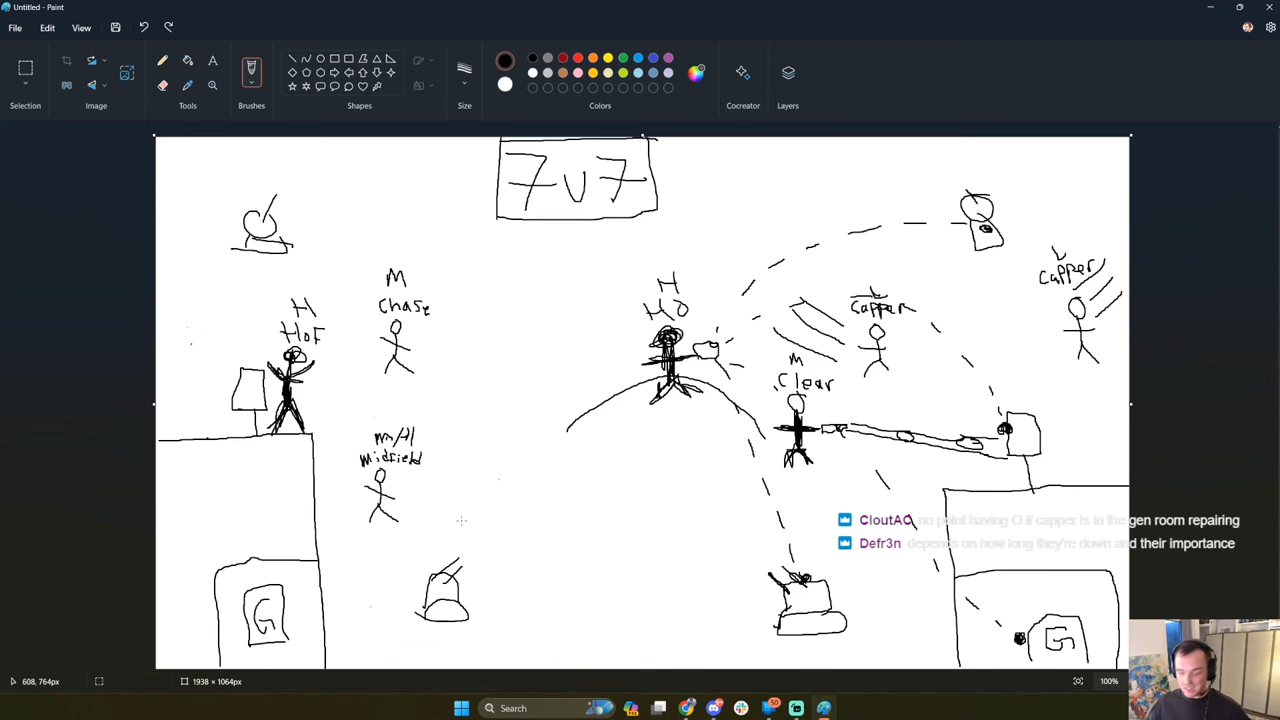 Untitled - Paint
File Edit View
Selection
Image
Tools
Brushes
Shapes
Size
Colors
Cocreator
Layers
7v7
M
Chase
H
HOF
H
HO
L
Capper
L
Capper
M
Clear
M/H
Midfield
G
G
CloutAO no point having O if capper is in the gen room repairing
Defr3n depends on how long they're down and their importance
608, 764px
1938 × 1064px
100%
Search
50